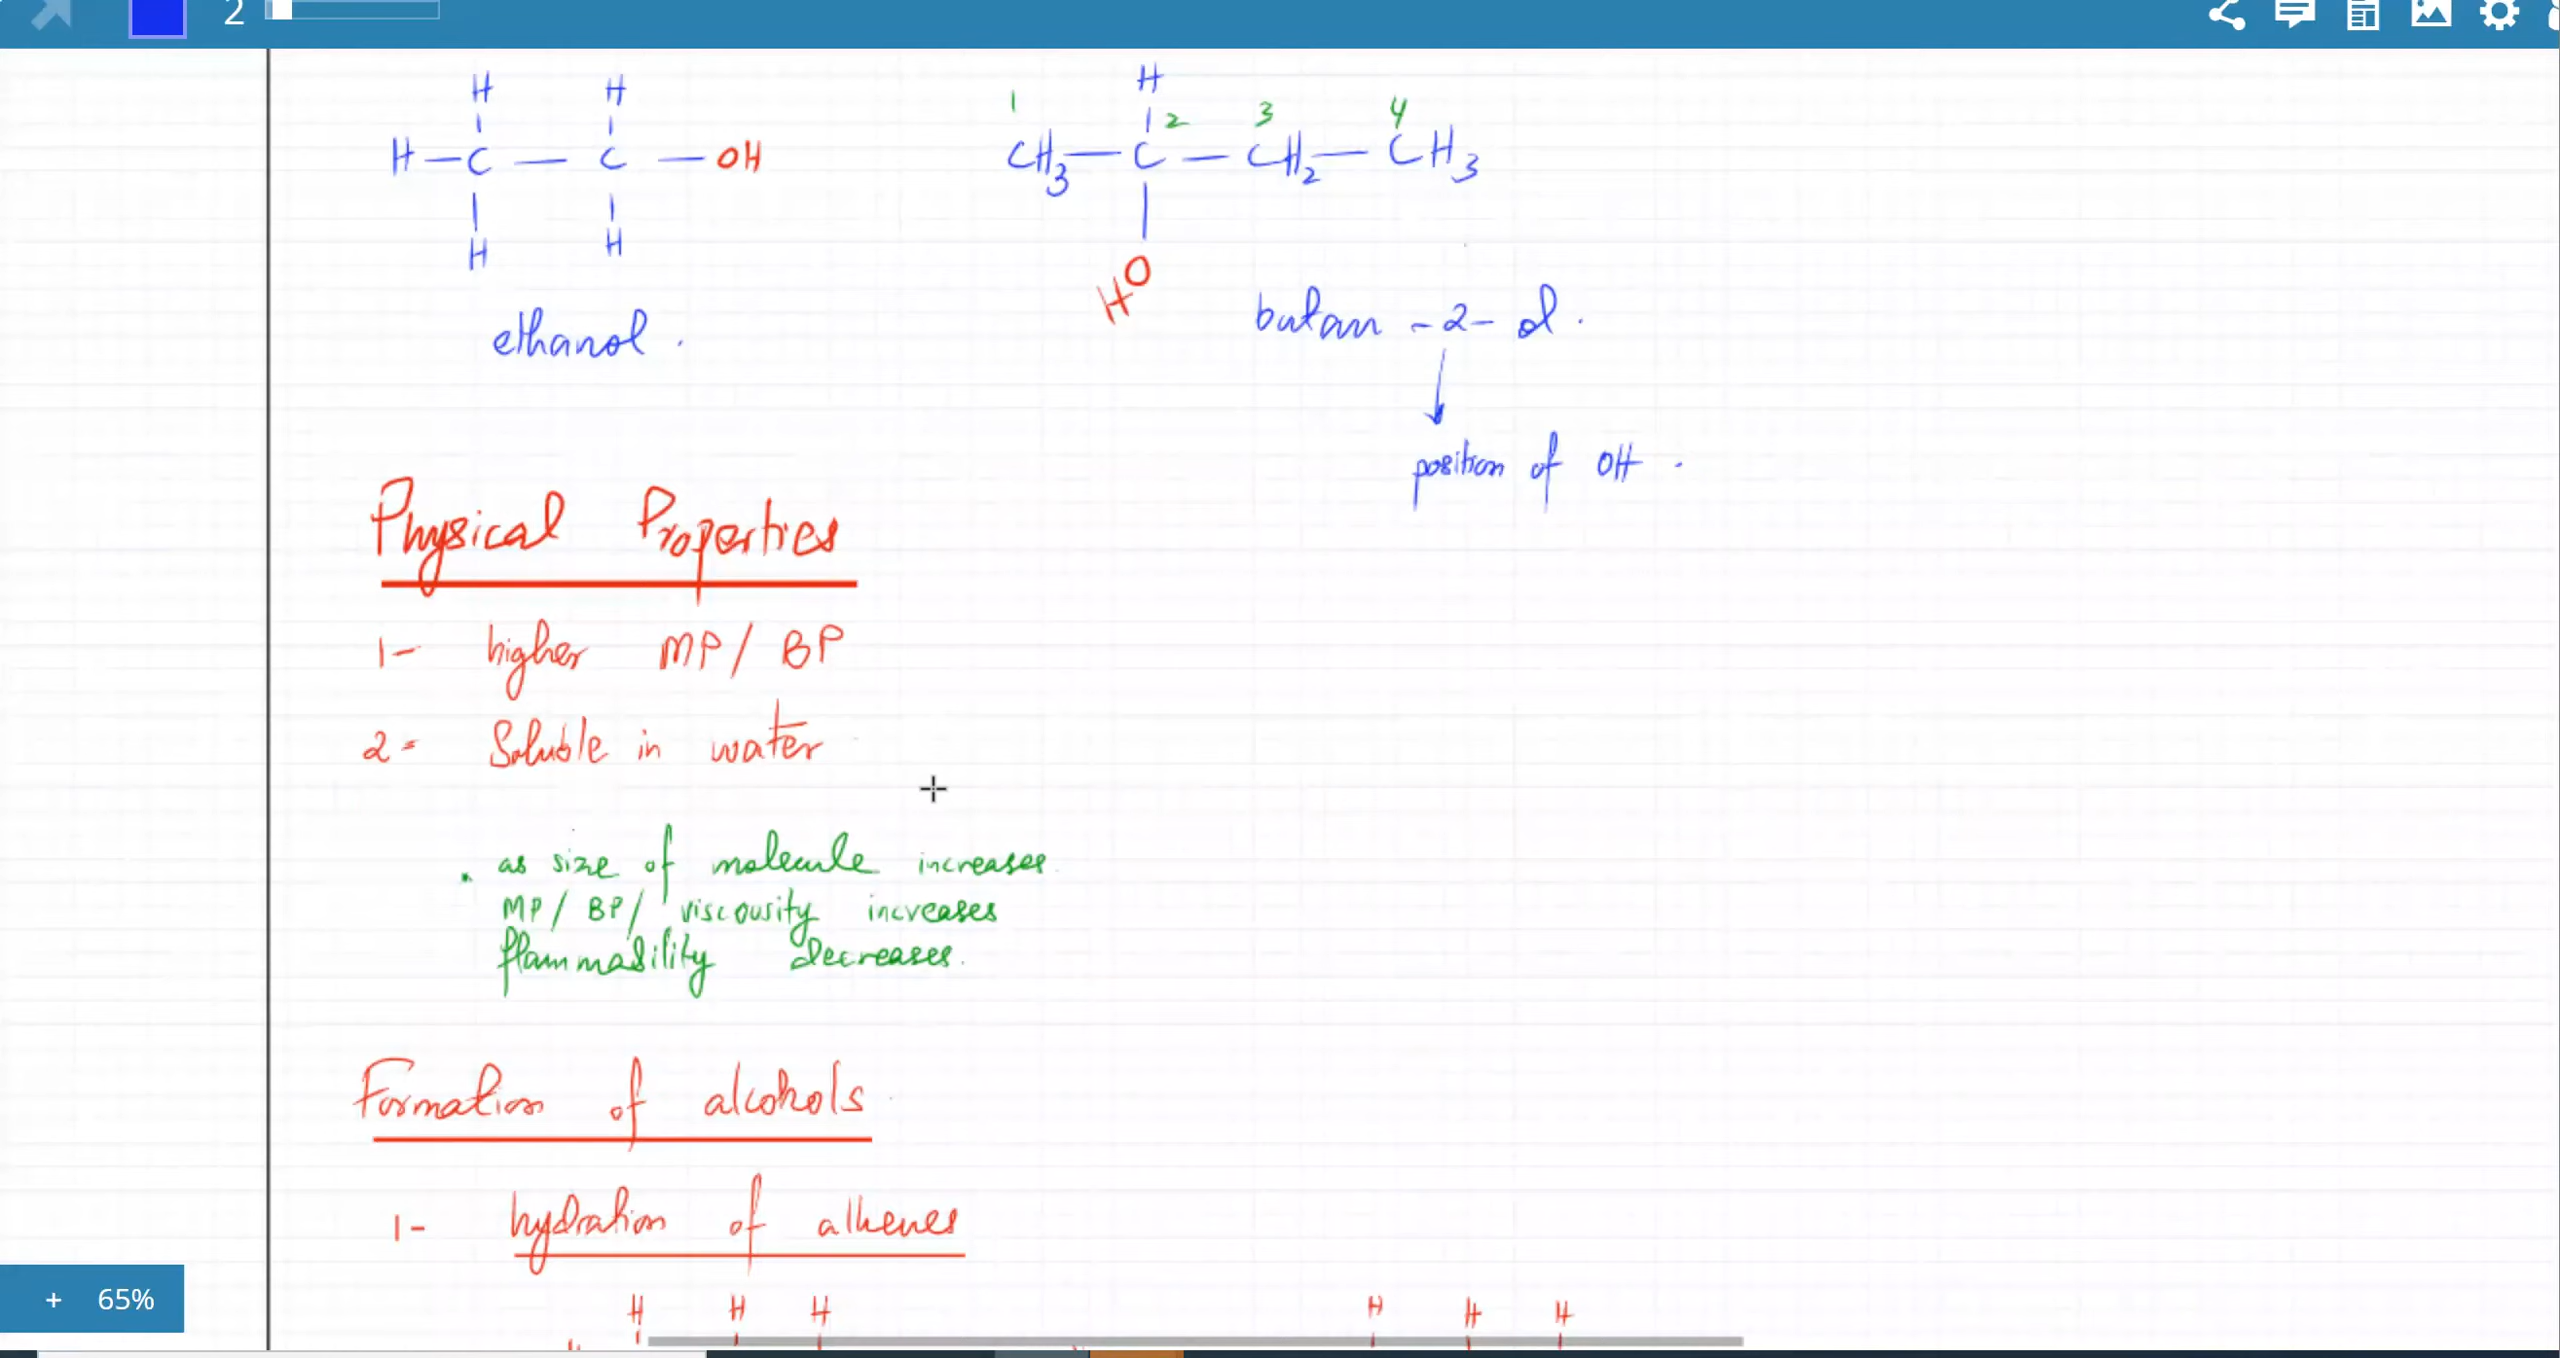 2
H H
H-C-C-OH
H H
ethanol.
H
1 2 3 4
CH3-C-CH2-CH3
HO
butan-2-ol.
position of OH.
Physical Properties
1- higher MP/ BP
2- Soluble in water
. as size of molecule increases
MP/ BP/ viscousity increases
flammability decreases.
Formation of alcohols
1- hydration of alkenes
H H H H H H
+ 65%